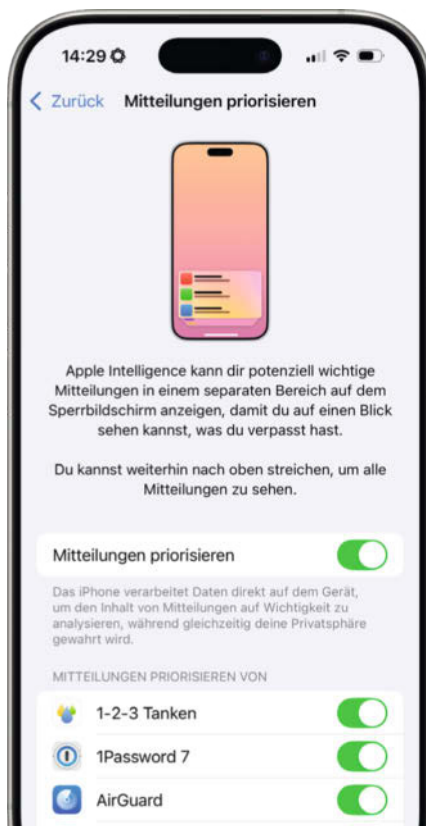 14:29
Zurück Mitteilungen priorisieren
Apple Intelligence kann dir potenziell wichtige
Mitteilungen in einem separaten Bereich auf dem
Sperrbildschirm anzeigen, damit du auf einen Blick
sehen kannst, was du verpasst hast.
Du kannst weiterhin nach oben streichen, um alle
Mitteilungen zu sehen.
Mitteilungen priorisieren
Das iPhone verarbeitet Daten direkt auf dem Gerät,
um den Inhalt von Mitteilungen auf Wichtigkeit zu
analysieren, während gleichzeitig deine Privatsphäre
gewahrt wird.
MITTEILUNGEN PRIORISIEREN VON
1-2-3 Tanken
1Password 7
AirGuard